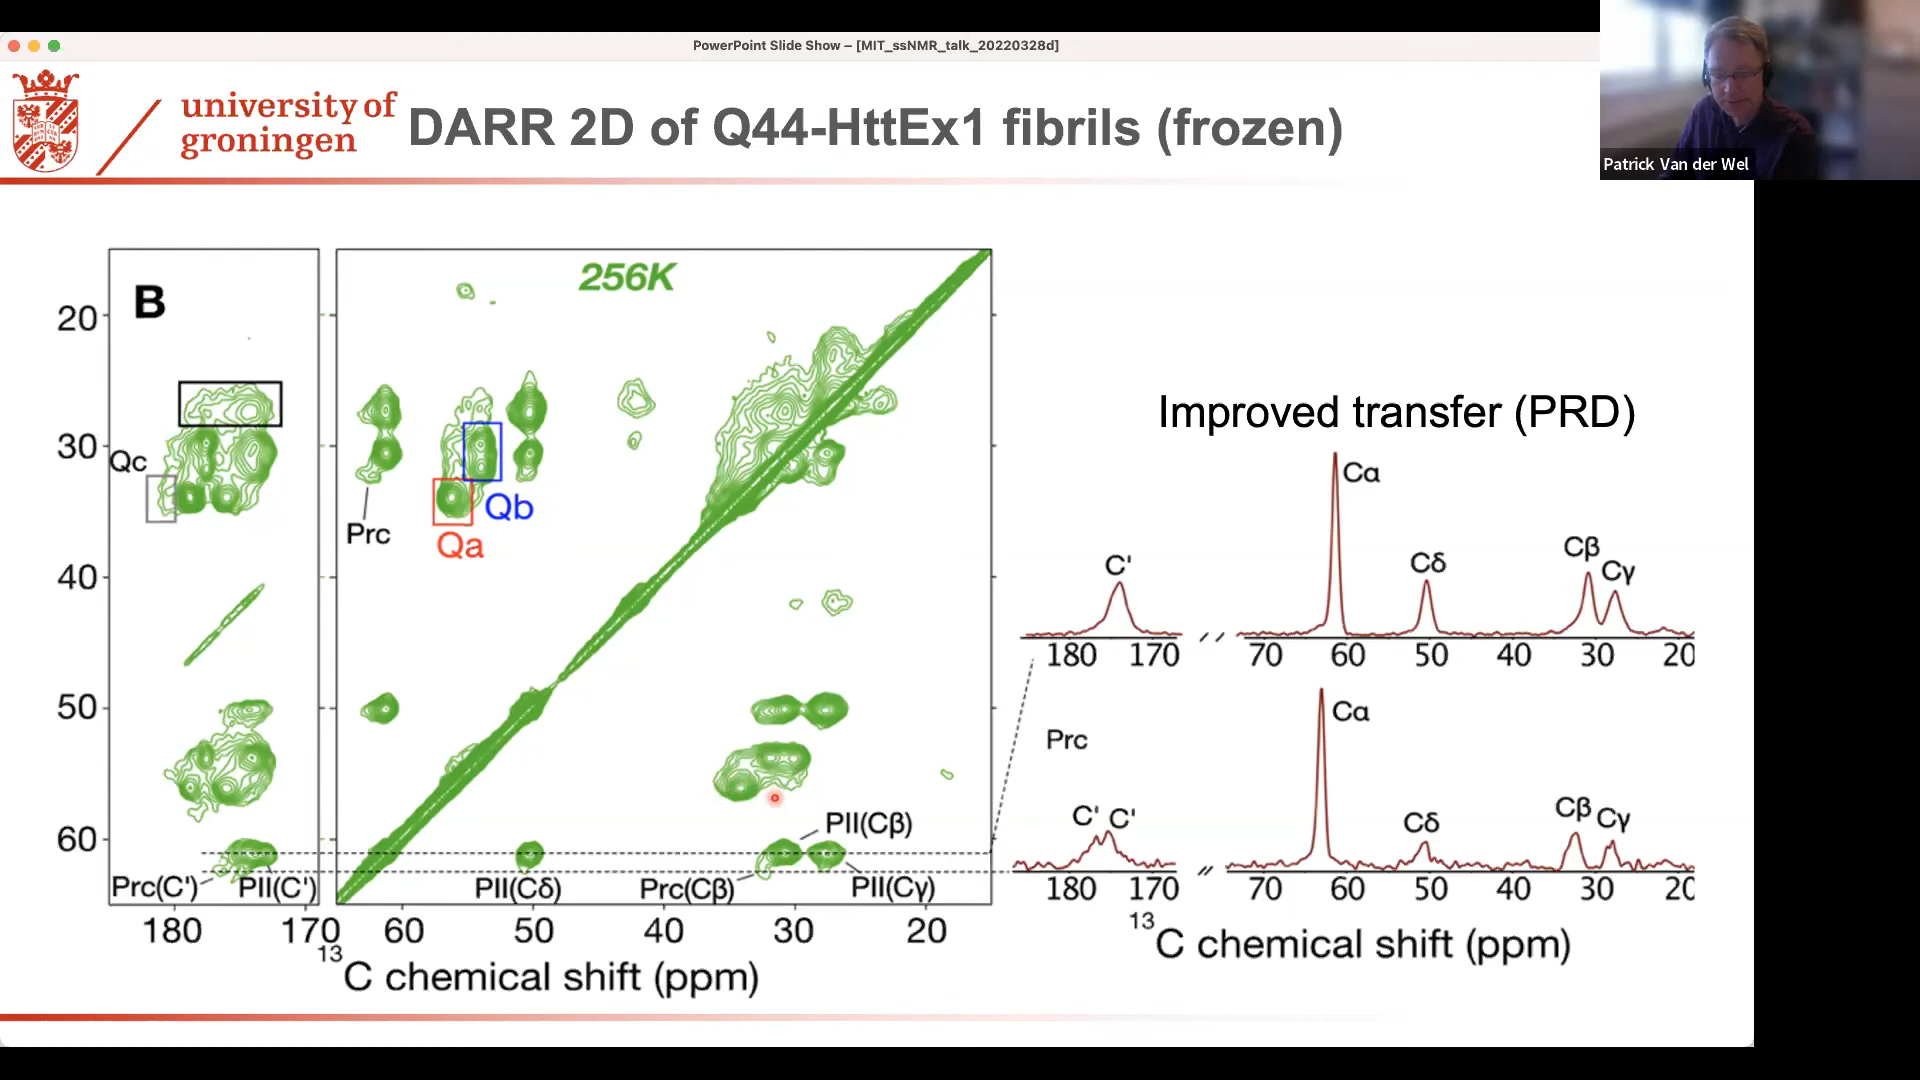 PowerPoint Slide Show – [MIT_ssNMR_talk_20220328d]
Patrick Van der Wel
university of
groningen
DARR 2D of Q44-HttEx1 fibrils (frozen)
B
256K
20
30
40
50
60
Qc
Prc
Qb
Qa
PII(Cβ)
Prc(C') PII(C')
PII(Cδ)
Prc(Cβ)
PII(Cγ)
180 170 60 50 40 30 20
13C chemical shift (ppm)
Improved transfer (PRD)
Cα
C'
Cδ
Cβ
Cγ
180 170 70 60 50 40 30 20
Cα
Prc
C' C'
Cδ
Cβ
Cγ
180 170 70 60 50 40 30 20
13C chemical shift (ppm)